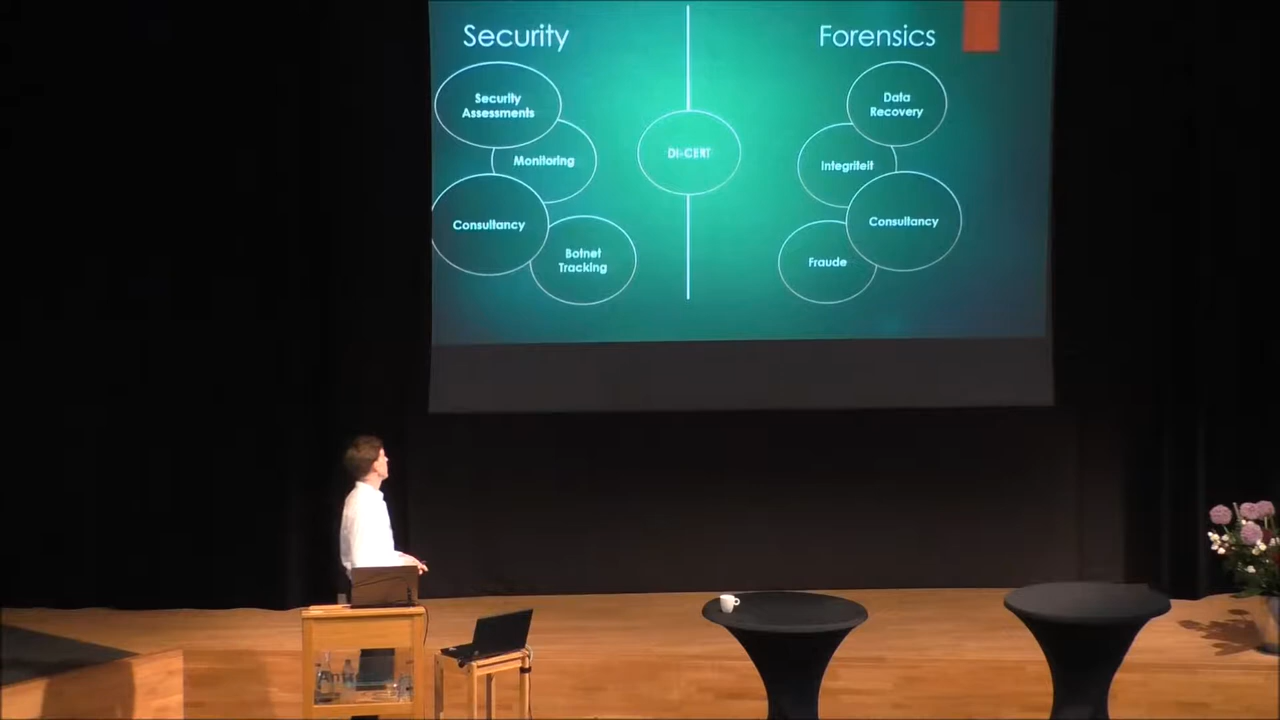 Security
Security
Assessments
Monitoring
Consultancy
Botnet
Tracking
DI-CERT
Forensics
Data
Recovery
Integriteit
Consultancy
Fraude